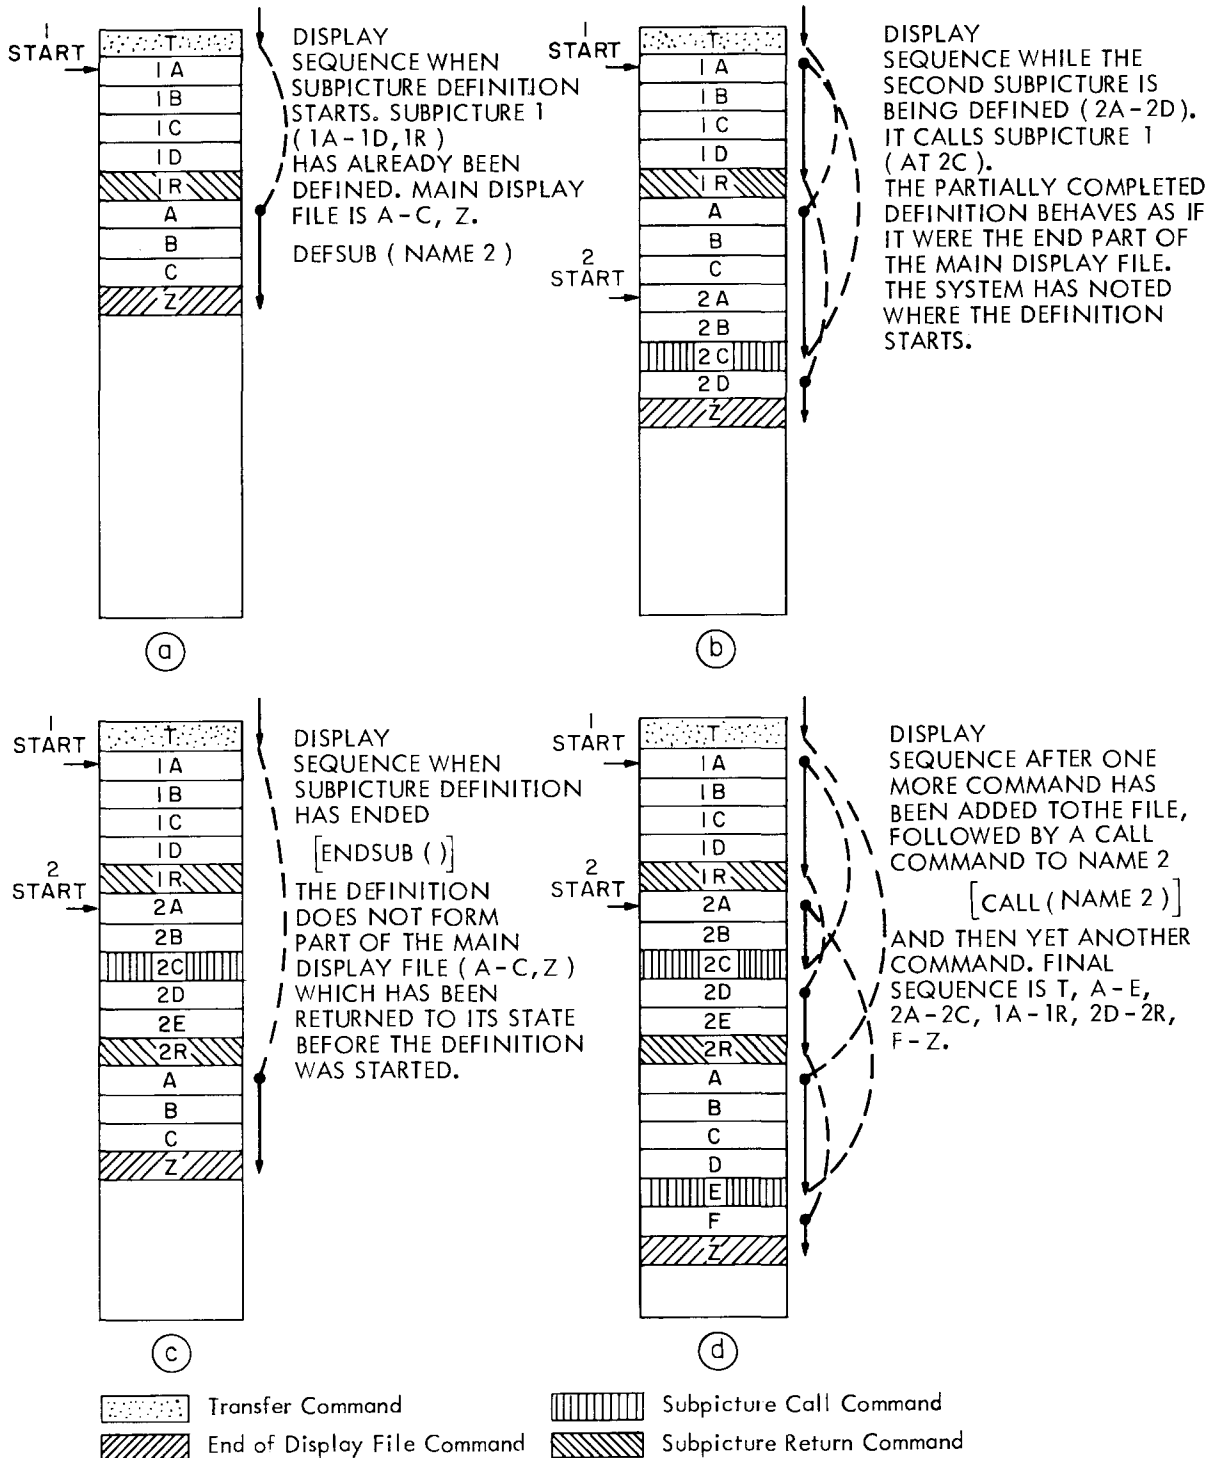 1
START
T
1A
1B
1C
1D
1R
A
B
C
Z
DISPLAY
SEQUENCE WHEN
SUBPICTURE DEFINITION
STARTS. SUBPICTURE 1
(1A-1D, 1R)
HAS ALREADY BEEN
DEFINED. MAIN DISPLAY
FILE IS A-C, Z.
DEFSUB (NAME 2)
a
1
START
2
START
T
1A
1B
1C
1D
1R
A
B
C
2A
2B
2C
2D
Z
DISPLAY
SEQUENCE WHILE THE
SECOND SUBPICTURE IS
BEING DEFINED (2A-2D).
IT CALLS SUBPICTURE 1
(AT 2C).
THE PARTIALLY COMPLETED
DEFINITION BEHAVES AS IF
IT WERE THE END PART OF
THE MAIN DISPLAY FILE.
THE SYSTEM HAS NOTED
WHERE THE DEFINITION
STARTS.
b
1
START
2
START
T
1A
1B
1C
1D
1R
2A
2B
2C
2D
2E
2R
A
B
C
Z
DISPLAY
SEQUENCE WHEN
SUBPICTURE DEFINITION
HAS ENDED
[ENDSUB ( )]
THE DEFINITION
DOES NOT FORM
PART OF THE MAIN
DISPLAY FILE (A-C, Z)
WHICH HAS BEEN
RETURNED TO ITS STATE
BEFORE THE DEFINITION
WAS STARTED.
c
1
START
2
START
T
1A
1B
1C
1D
1R
2A
2B
2C
2D
2E
2R
A
B
C
D
E
F
Z
DISPLAY
SEQUENCE AFTER ONE
MORE COMMAND HAS
BEEN ADDED TOTHE FILE,
FOLLOWED BY A CALL
COMMAND TO NAME 2
[CALL (NAME 2)]
AND THEN YET ANOTHER
COMMAND. FINAL
SEQUENCE IS T, A-E,
2A-2C, 1A-1R, 2D-2R,
F-Z.
d
Transfer Command
End of Display File Command
Subpicture Call Command
Subpicture Return Command